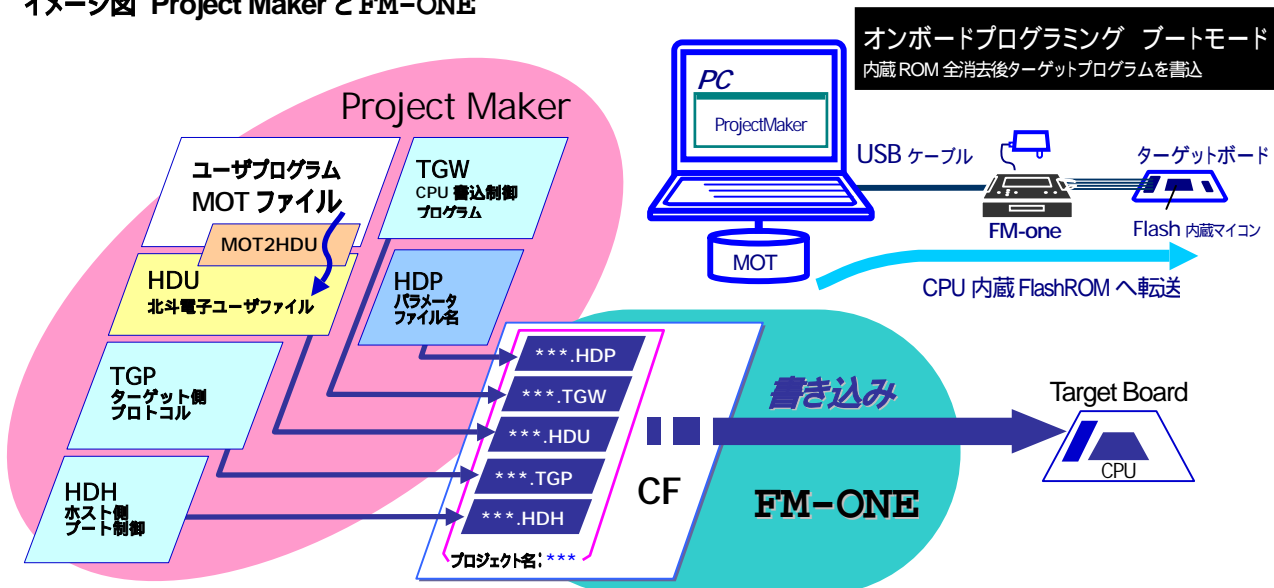 イメージ図 Project Maker と FM-ONE
オンボードプログラミング ブートモード
内蔵 ROM 全消去後ターゲットプログラムを書込
PC
ProjectMaker
MOT
USB ケーブル
FM-one
ターゲットボード
Flash 内蔵マイコン
CPU 内蔵 FlashROM へ転送
Project Maker
ユーザプログラム
MOT ファイル
MOT2HDU
HDU
北斗電子ユーザファイル
TGW
CPU 書込制御
プログラム
HDP
パラメータ
ファイル名
TGP
ターゲット側
プロトコル
HDH
ホスト側
ブート制御
***.HDP
***.TGW
***.HDU
***.TGP
***.HDH
プロジェクト名:***
CF
書き込み
FM-ONE
Target Board
CPU